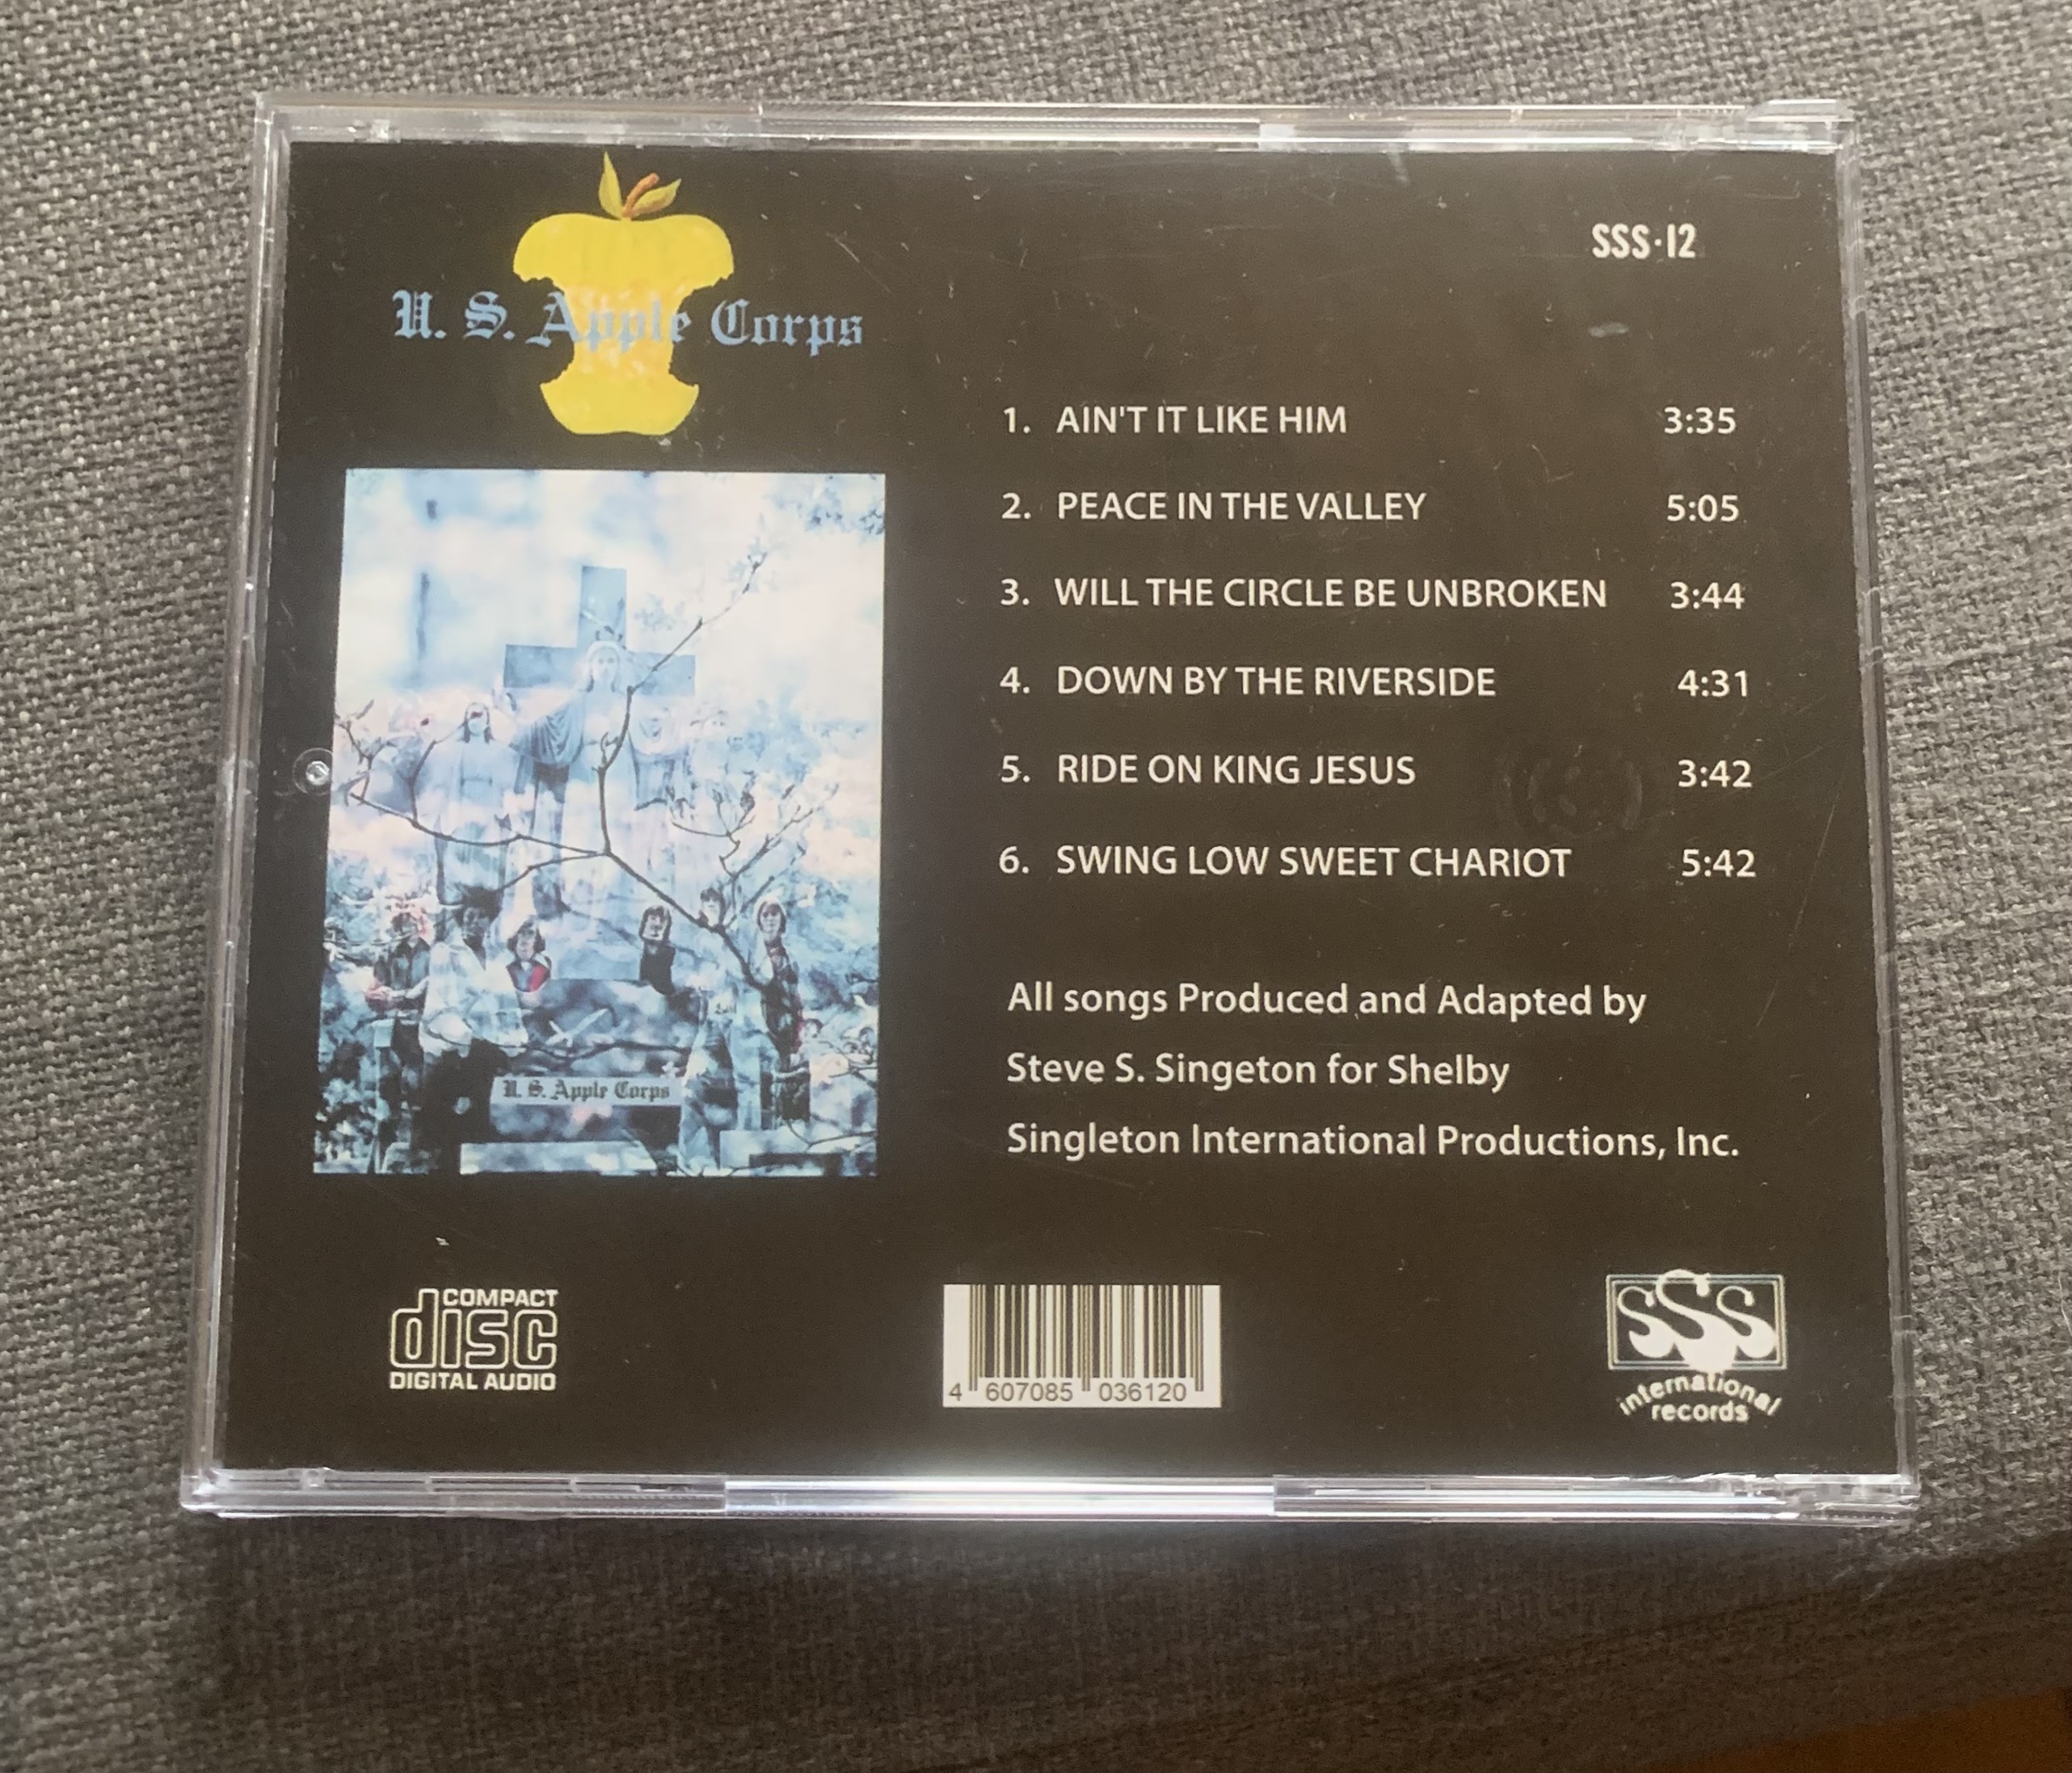 U. S. Apple Corps
SSS·12
1. AIN'T IT LIKE HIM 3:35
2. PEACE IN THE VALLEY 5:05
3. WILL THE CIRCLE BE UNBROKEN 3:44
4. DOWN BY THE RIVERSIDE 4:31
5. RIDE ON KING JESUS 3:42
6. SWING LOW SWEET CHARIOT 5:42
All songs Produced and Adapted by
Steve S. Singeton for Shelby
Singleton International Productions, Inc.
U. S. Apple Corps
COMPACT
disc
DIGITAL AUDIO
4 607085 036120
SSS
international
records